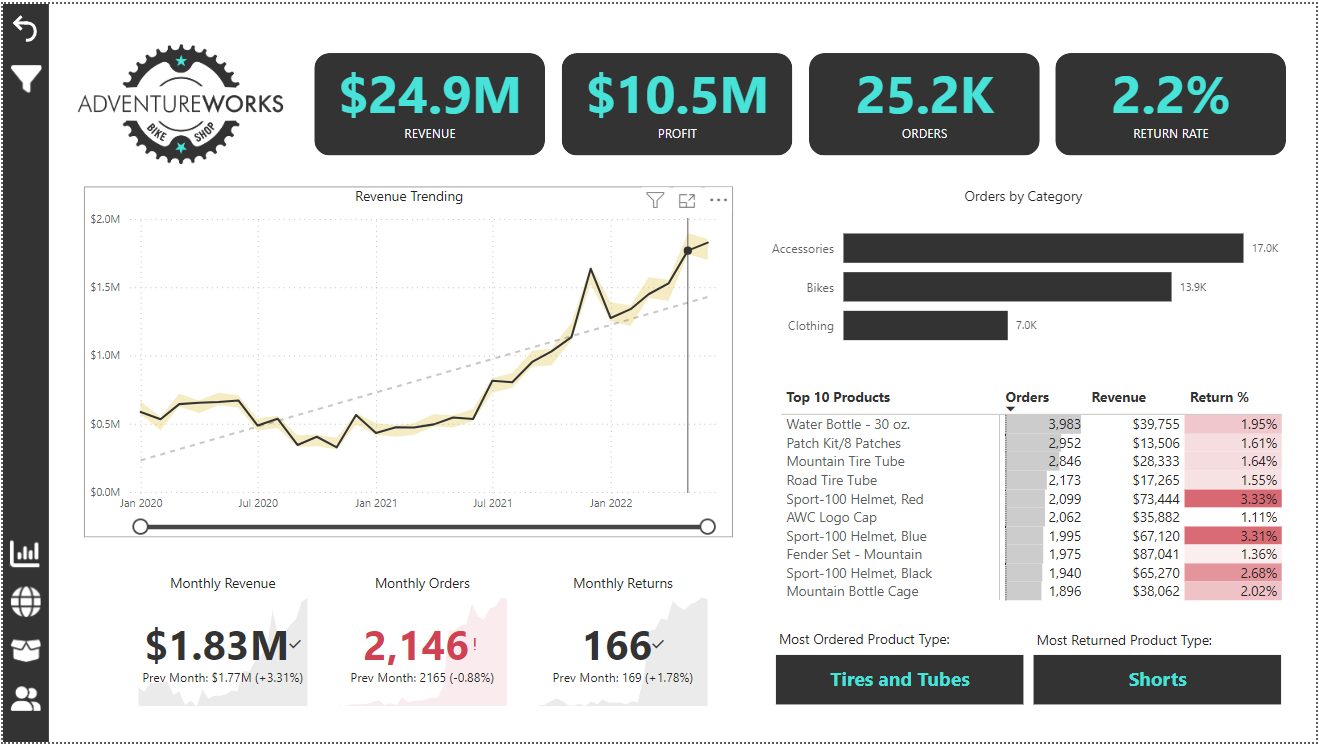 ADVENTUREWORKS
BIKE SHOP
$24.9M
REVENUE
$10.5M
PROFIT
25.2K
ORDERS
2.2%
RETURN RATE
Revenue Trending
$2.0M
$1.5M
$1.0M
$0.5M
$0.0M
Jan 2020 Jul 2020 Jan 2021 Jul 2021 Jan 2022
Orders by Category
Accessories 17.0K
Bikes 13.9K
Clothing 7.0K
Top 10 Products Orders Revenue Return %
Water Bottle - 30 oz. 3,983 $39,755 1.95%
Patch Kit/8 Patches 2,952 $13,506 1.61%
Mountain Tire Tube 2,846 $28,333 1.64%
Road Tire Tube 2,173 $17,265 1.55%
Sport-100 Helmet, Red 2,099 $73,444 3.33%
AWC Logo Cap 2,062 $35,882 1.11%
Sport-100 Helmet, Blue 1,995 $67,120 3.31%
Fender Set - Mountain 1,975 $87,041 1.36%
Sport-100 Helmet, Black 1,940 $65,270 2.68%
Mountain Bottle Cage 1,896 $38,062 2.02%
Monthly Revenue
$1.83M
Prev Month: $1.77M (+3.31%)
Monthly Orders
2,146!
Prev Month: 2165 (-0.88%)
Monthly Returns
166
Prev Month: 169 (+1.78%)
Most Ordered Product Type:
Tires and Tubes
Most Returned Product Type:
Shorts